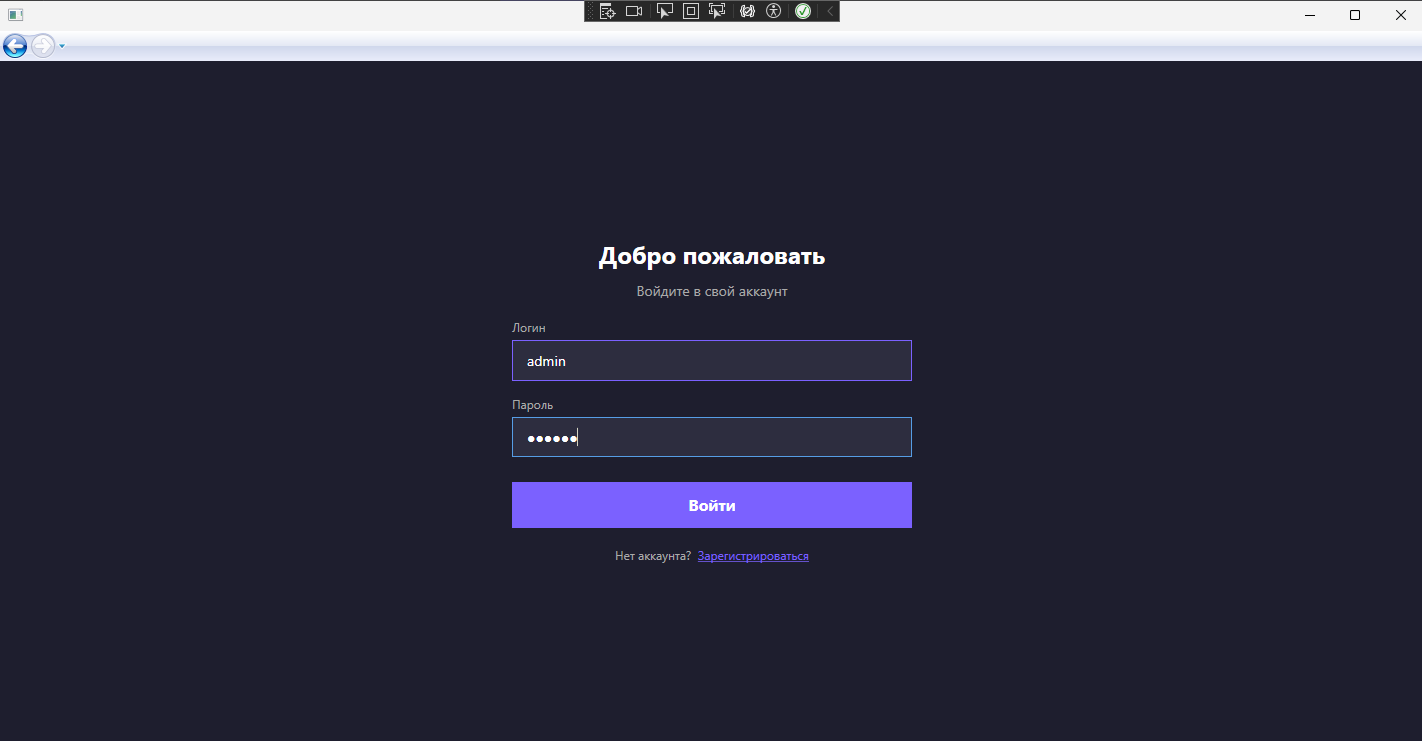 Добро пожаловать
Войдите в свой аккаунт
Логин
admin
Пароль
●●●●●●
Войти
Нет аккаунта? Зарегистрироваться